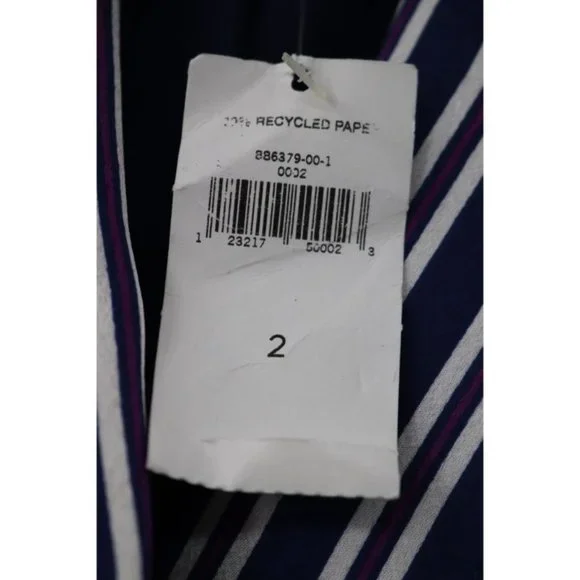 RECYCLED PAPE
886379-00-1
0002
1 23217 50002 3
2